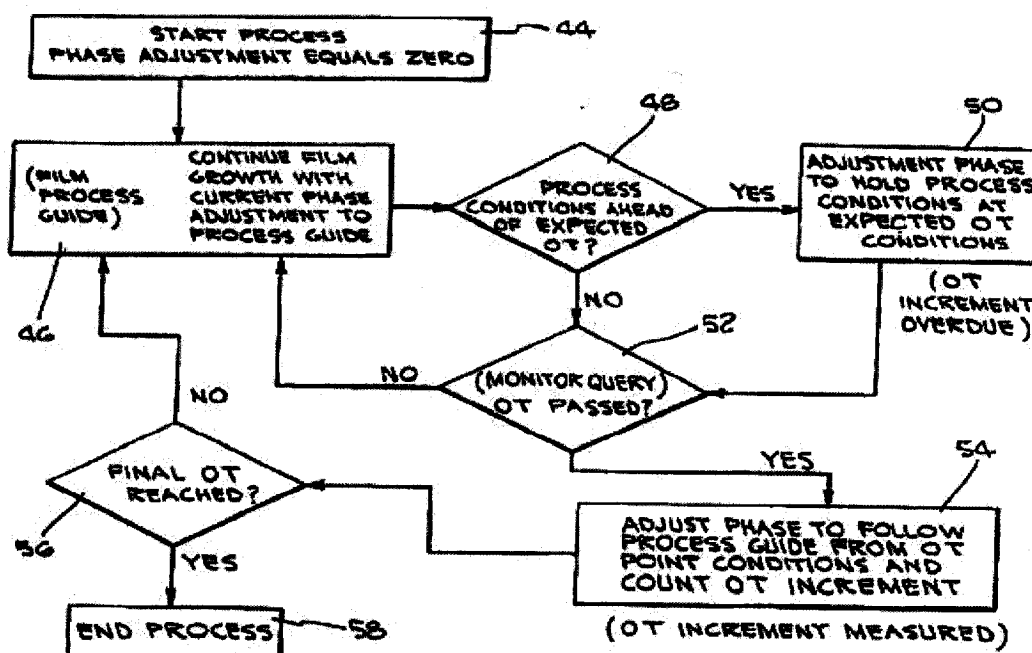 START PROCESS
PHASE ADJUSTMENT EQUALS ZERO
44
(FILM
PROCESS
GUIDE)
CONTINUE FILM
GROWTH WITH
CURRENT PHASE
ADJUSTMENT TO
PROCESS GUIDE
46
48
PROCESS
CONDITIONS AHEAD
OF EXPECTED
OT?
YES
NO
50
ADJUSTMENT PHASE
TO HOLD PROCESS
CONDITIONS AT
EXPECTED OT
CONDITIONS
(OT
INCREMENT
OVERDUE)
52
(MONITOR QUERY)
OT PASSED?
NO
YES
54
ADJUST PHASE TO FOLLOW
PROCESS GUIDE FROM OT
POINT CONDITIONS AND
COUNT OT INCREMENT
(OT INCREMENT MEASURED)
NO
FINAL OT
REACHED?
56
YES
END PROCESS
58